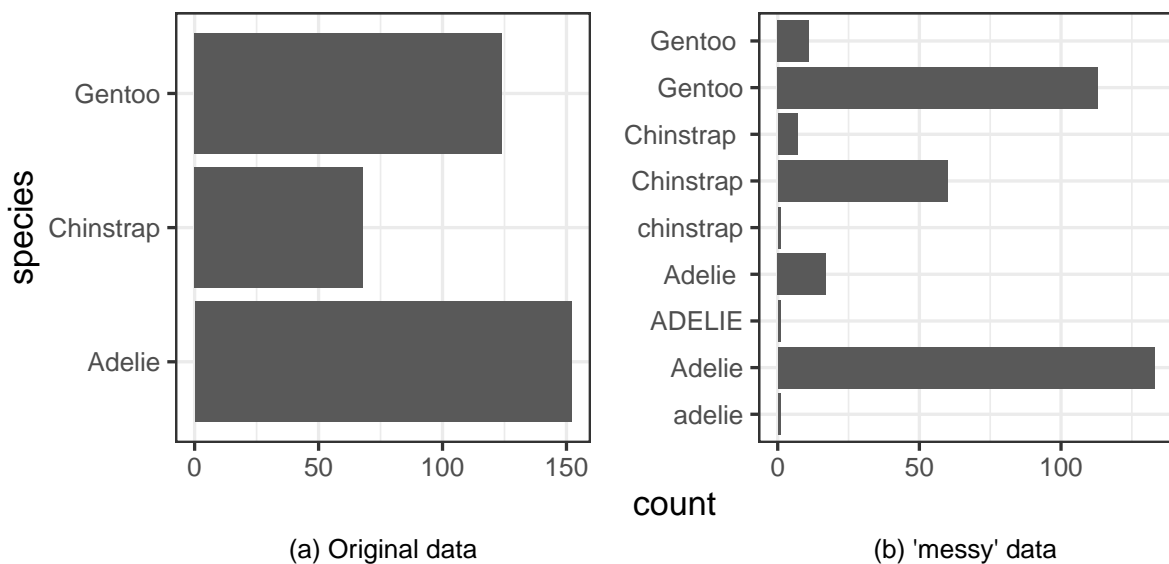 species
Gentoo
Chinstrap
Adelie
0 50 100 150
Gentoo
Gentoo
Chinstrap
Chinstrap
chinstrap
Adelie
ADELIE
Adelie
adelie
0 50 100
count
(a) Original data
(b) 'messy' data